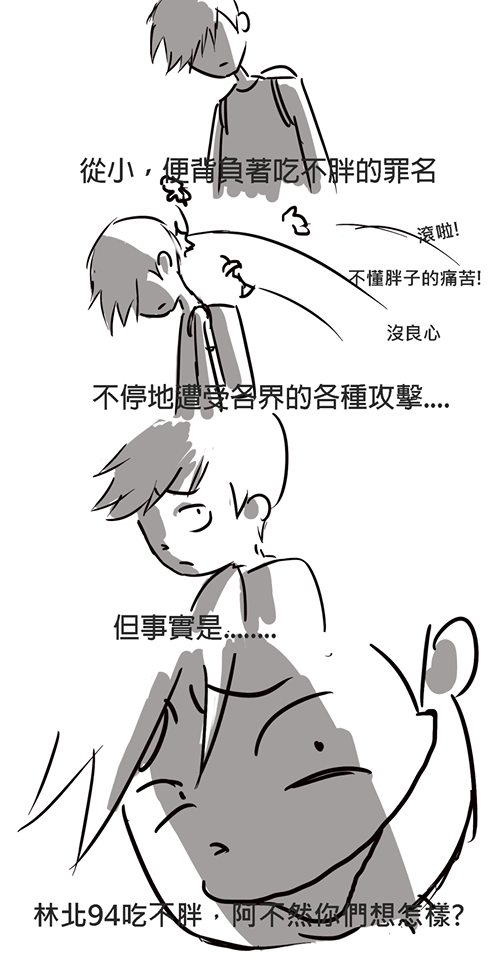 從小，便背負著吃不胖的罪名
滾啦!
不懂胖子的痛苦!
沒良心
不停地遭受各界的各種攻擊....
但事實是........
林北94吃不胖，阿不然你們想怎樣?